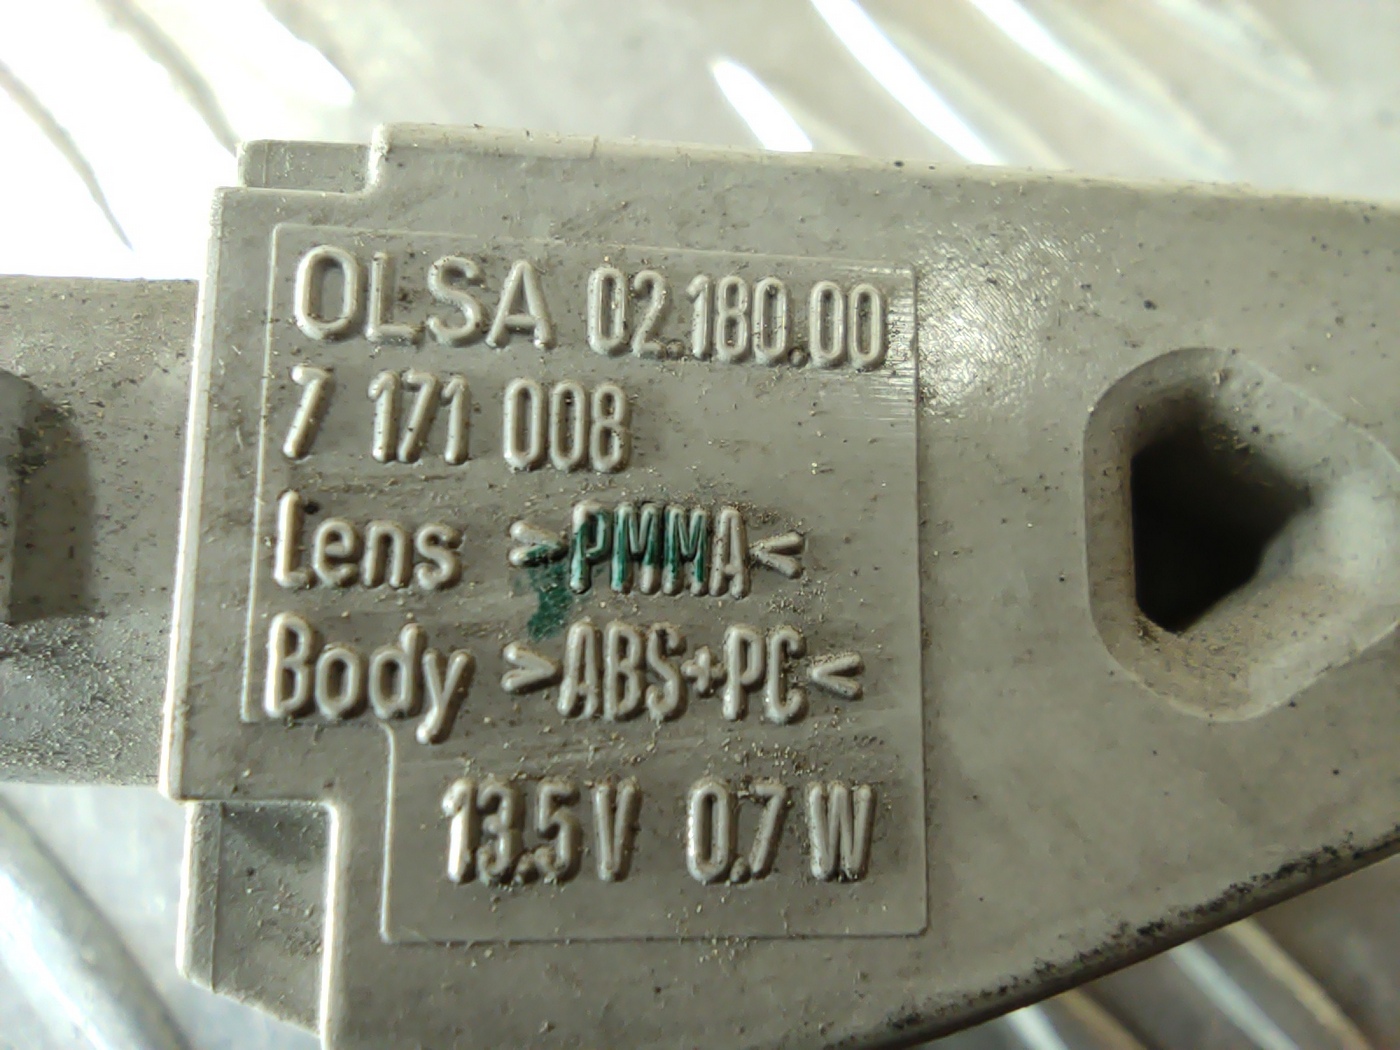 OLSA 02.180.00
7 171 008
Lens >PMMA<
Body >ABS+PC<
13.5V 0.7W